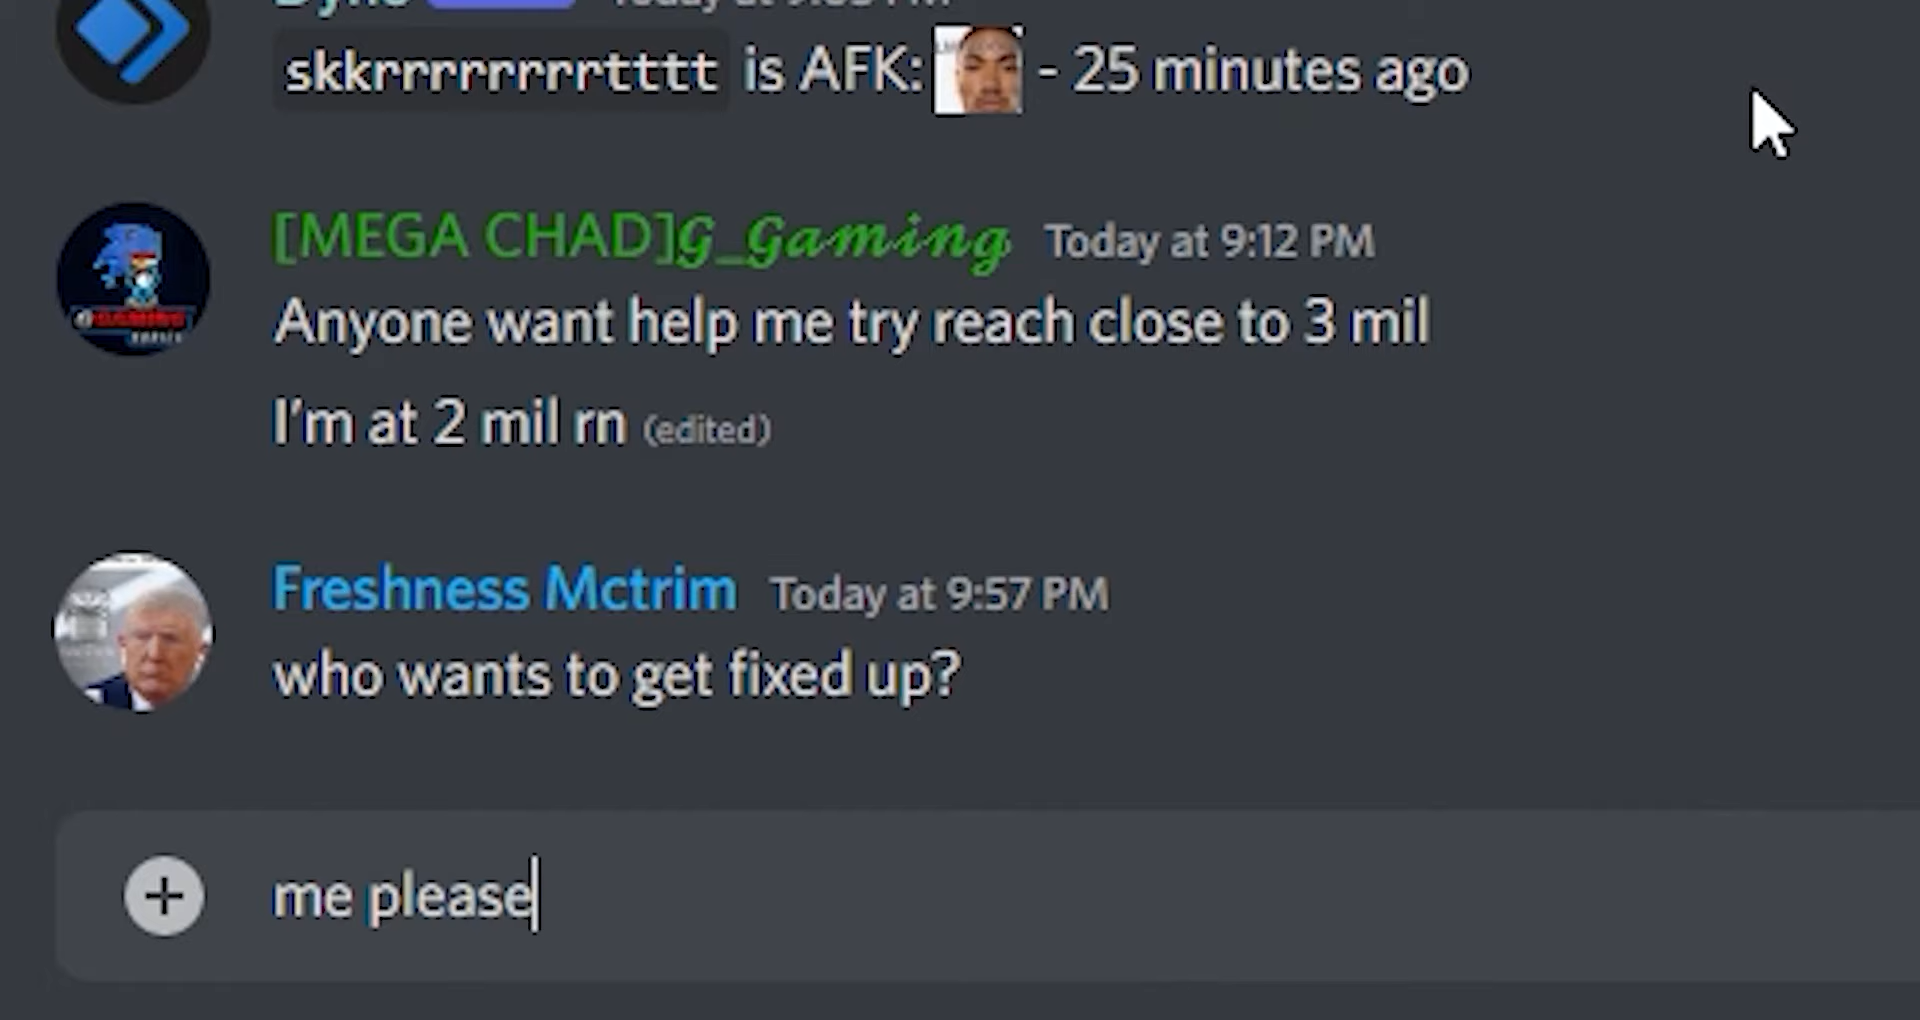 skkrrrrrrrrtttt is AFK: - 25 minutes ago
[MEGA CHAD]𝓖_𝓖𝓪𝓶𝓲𝓷𝓰 Today at 9:12 PM
Anyone want help me try reach close to 3 mil
I'm at 2 mil rn (edited)
Freshness Mctrim Today at 9:57 PM
who wants to get fixed up?
me please